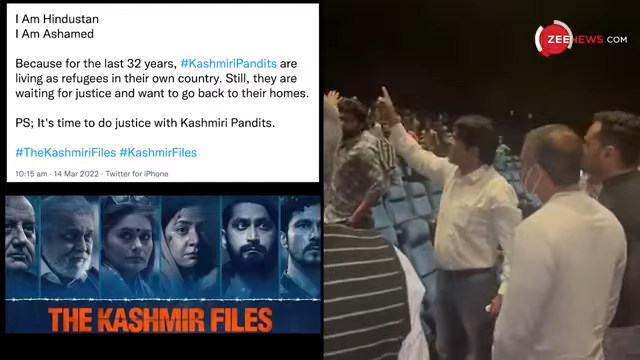 I Am Hindustan
I Am Ashamed
Because for the last 32 years, #KashmiriPandits are
living as refugees in their own country. Still, they are
waiting for justice and want to go back to their homes.
PS; It's time to do justice with Kashmiri Pandits.
#TheKashmiriFiles #KashmirFiles
10:15 am · 14 Mar 2022 · Twitter for iPhone
THE KASHMIR FILES
ZEENEWS.COM